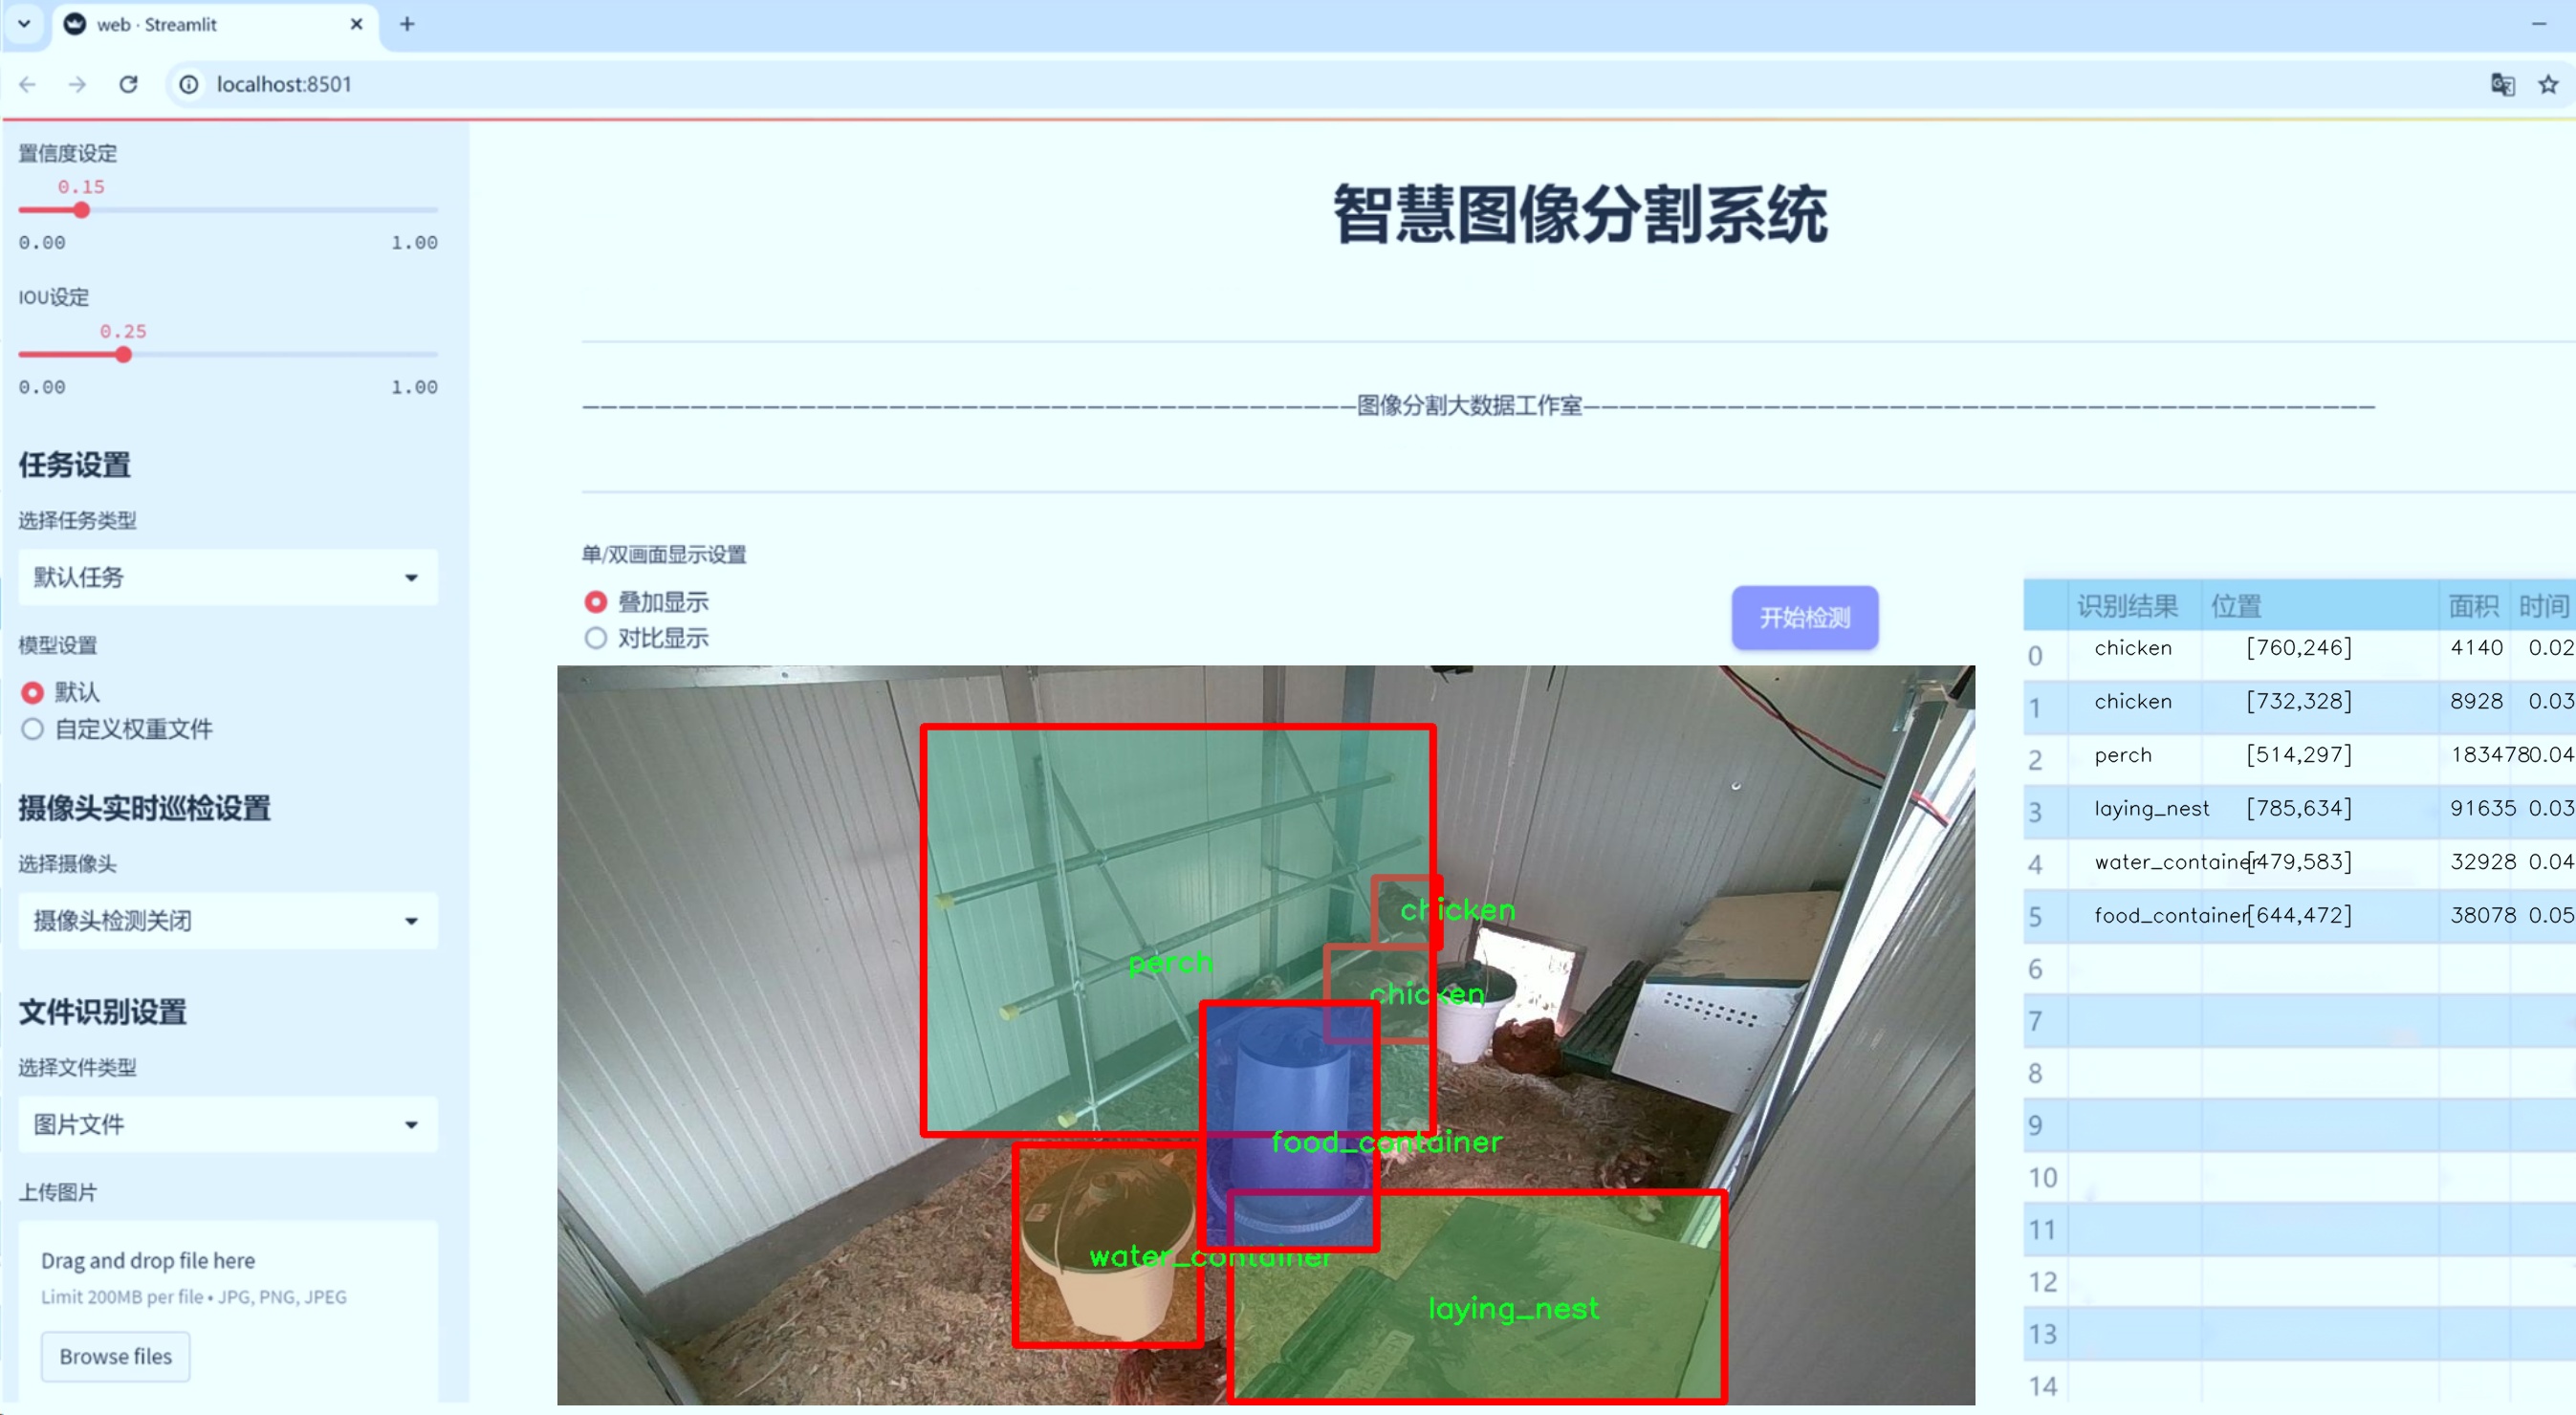 web · Streamlit
localhost:8501
置信度设定
0.15
0.00 1.00
IOU设定
0.25
0.00 1.00
任务设置
选择任务类型
默认任务
模型设置
默认
自定义权重文件
摄像头实时巡检设置
选择摄像头
摄像头检测关闭
文件识别设置
选择文件类型
图片文件
上传图片
Drag and drop file here
Limit 200MB per file • JPG, PNG, JPEG
Browse files
智慧图像分割系统
———————————————————————————————————————————图像分割大数据工作室————————————————————————————————————————————
单/双画面显示设置
叠加显示
对比显示
开始检测
chicken
perch
chicken
food_container
water_container
laying_nest
识别结果 位置 面积 时间
0 chicken [760,246] 4140 0.02
1 chicken [732,328] 8928 0.03
2 perch [514,297] 183478 0.04
3 laying_nest [785,634] 91635 0.03
4 water_container [479,583] 32928 0.04
5 food_container [644,472] 38078 0.05
6
7
8
9
10
11
12
13
14